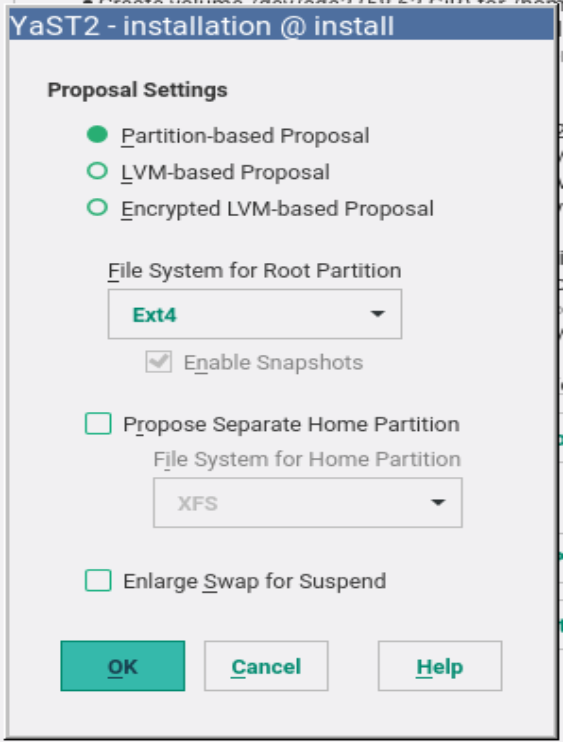 YaST2 - installation @ install
Proposal Settings
Partition-based Proposal
LVM-based Proposal
Encrypted LVM-based Proposal
File System for Root Partition
Ext4
Enable Snapshots
Propose Separate Home Partition
File System for Home Partition
XFS
Enlarge Swap for Suspend
OK Cancel Help